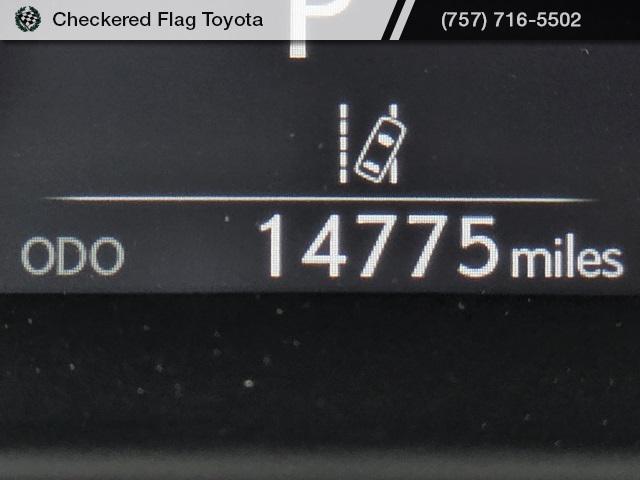 Checkered Flag Toyota (757) 716-5502
P
ODO 14775 miles